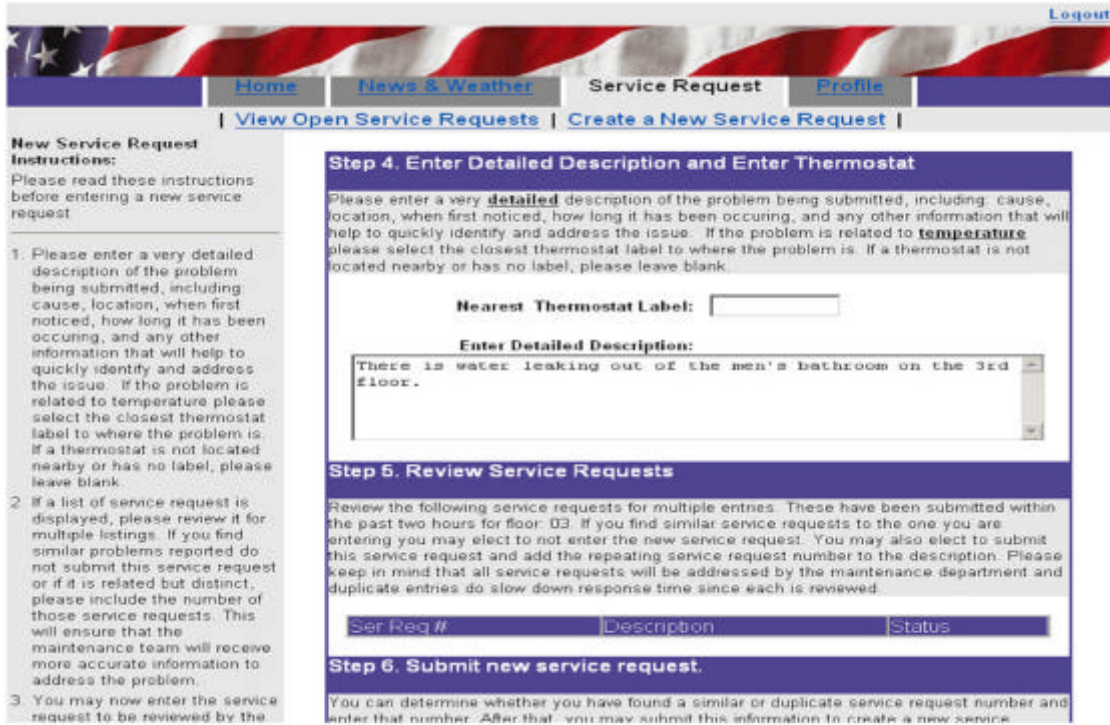 Logout
Home News & Weather Service Request Profile
| View Open Service Requests | Create a New Service Request |
New Service Request
Instructions:
Please read these instructions
before entering a new service
request
1. Please enter a very detailed
description of the problem
being submitted, including:
cause, location, when first
noticed, how long it has been
occuring, and any other
information that will help to
quickly identify and address
the issue. If the problem is
related to temperature please
select the closest thermostat
label to where the problem is.
If a thermostat is not located
nearby or has no label, please
leave blank.
2. If a list of service request is
displayed, please review it for
multiple listings. If you find
similar problems reported do
not submit this service request
or if it is related but distinct,
please include the number of
those service requests. This
will ensure that the
maintenance team will receive
more accurate information to
address the problem.
3. You may now enter the service
request to be reviewed by the
Step 4. Enter Detailed Description and Enter Thermostat
Please enter a very detailed description of the problem being submitted, including: cause,
location, when first noticed, how long it has been occuring, and any other information that will
help to quickly identify and address the issue. If the problem is related to temperature
please select the closest thermostat label to where the problem is. If a thermostat is not
located nearby or has no label, please leave blank.
Nearest Thermostat Label:
Enter Detailed Description:
There is water leaking out of the men's bathroom on the 3rd
floor.
Step 5. Review Service Requests
Review the following service requests for multiple entries. These have been submitted within
the past two hours for floor: 03. If you find similar service requests to the one you are
entering you may elect to not enter the new service request. You may also elect to submit
this service request and add the repeating service request number to the description. Please
keep in mind that all service requests will be addressed by the maintenance department and
duplicate entries do slow down response time since each is reviewed.
Ser Req # Description Status
Step 6. Submit new service request.
You can determine whether you have found a similar or duplicate service request number and
enter that number. After that, you may submit this information to create a new service